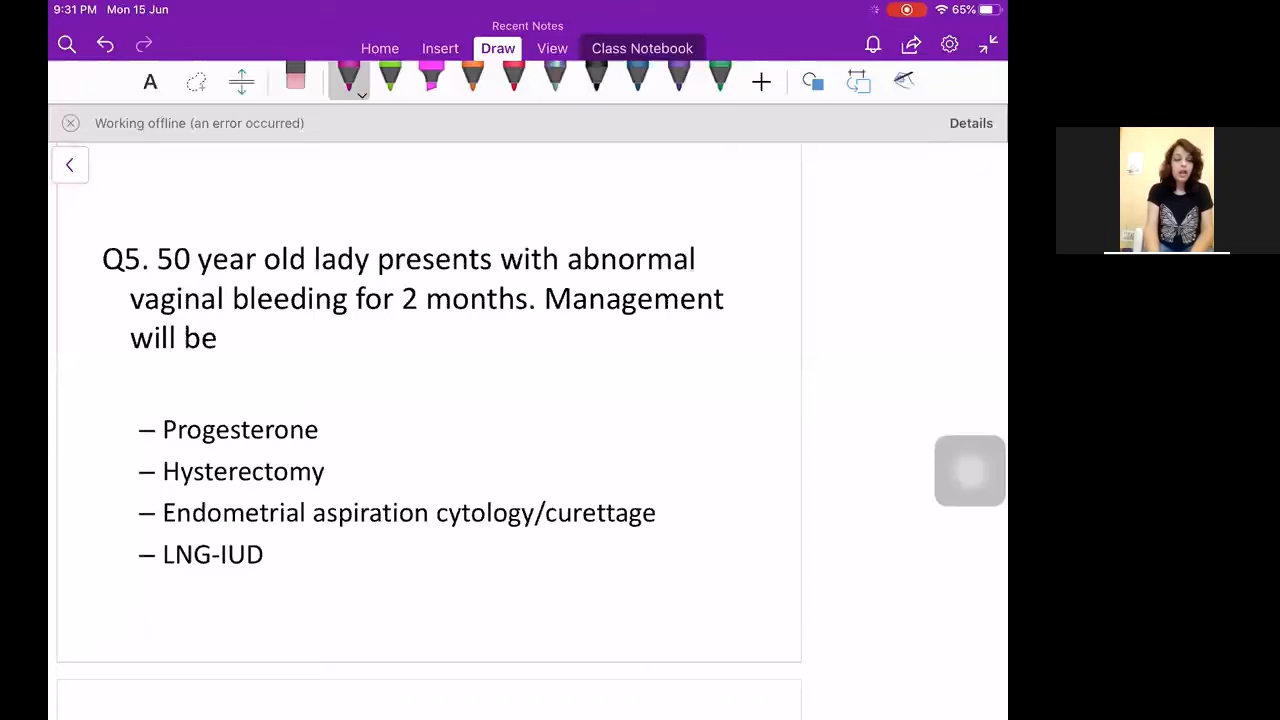 9:31 PM Mon 15 Jun
65%
Recent Notes
Home Insert Draw View Class Notebook
A
Working offline (an error occurred)
Details
Q5. 50 year old lady presents with abnormal
vaginal bleeding for 2 months. Management
will be
– Progesterone
– Hysterectomy
– Endometrial aspiration cytology/curettage
– LNG-IUD